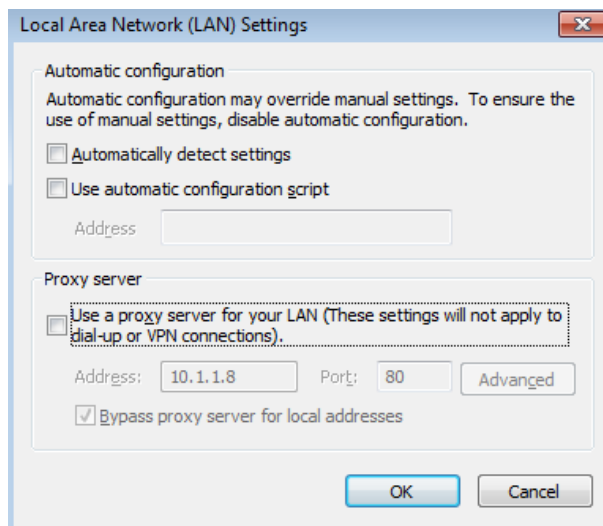 Local Area Network (LAN) Settings
Automatic configuration
Automatic configuration may override manual settings.  To ensure the
use of manual settings, disable automatic configuration.
Automatically detect settings
Use automatic configuration script
Address
Proxy server
Use a proxy server for your LAN (These settings will not apply to
dial-up or VPN connections).
Address: 10.1.1.8 Port: 80 Advanced
Bypass proxy server for local addresses
OK Cancel